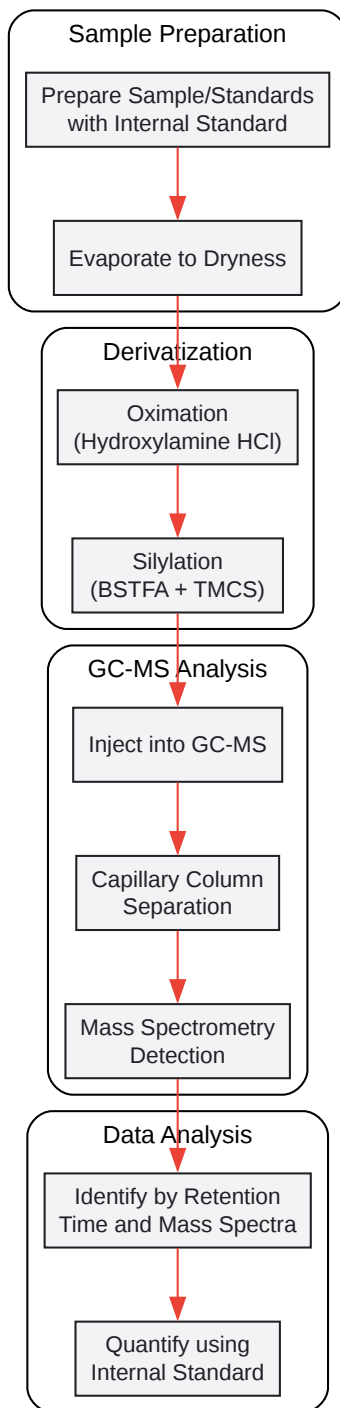 Sample Preparation
Prepare Sample/Standards
with Internal Standard
Evaporate to Dryness
Derivatization
Oximation
(Hydroxylamine HCl)
Silylation
(BSTFA + TMCS)
GC-MS Analysis
Inject into GC-MS
Capillary Column
Separation
Mass Spectrometry
Detection
Data Analysis
Identify by Retention
Time and Mass Spectra
Quantify using
Internal Standard